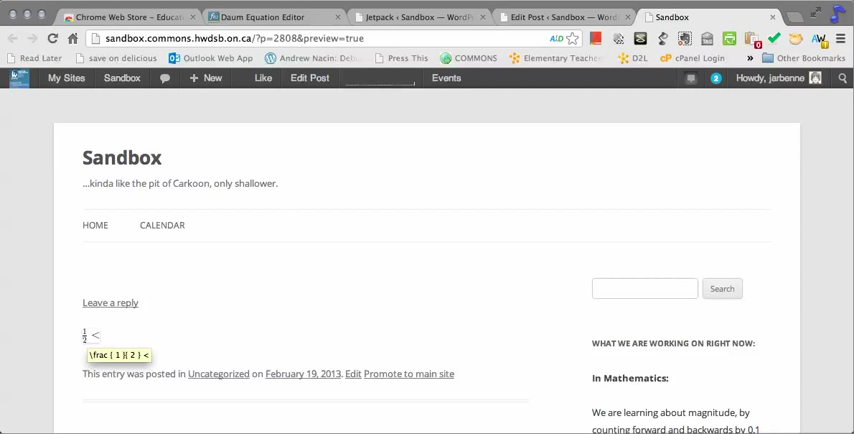 Chrome Web Store – Educat
Daum Equation Editor
Jetpack ‹ Sandbox — WordPr
Edit Post ‹ Sandbox — Word
Sandbox
sandbox.commons.hwdsb.on.ca/?p=2808&preview=true
Read Later
save on delicious
Outlook Web App
Andrew Nacin: Debu
Press This
COMMONS
Elementary Teacher
D2L
cPanel Login
»
Other Bookmarks
My Sites
Sandbox
+ New
Like
Edit Post
Events
2
Howdy, jarbenne
Sandbox
...kinda like the pit of Carkoon, only shallower.
HOME
CALENDAR
Leave a reply
Search
1
2 <
\frac { 1 }{ 2 } <
WHAT WE ARE WORKING ON RIGHT NOW:
This entry was posted in Uncategorized on February 19, 2013. Edit Promote to main site
In Mathematics:
We are learning about magnitude, by
counting forward and backwards by 0.1